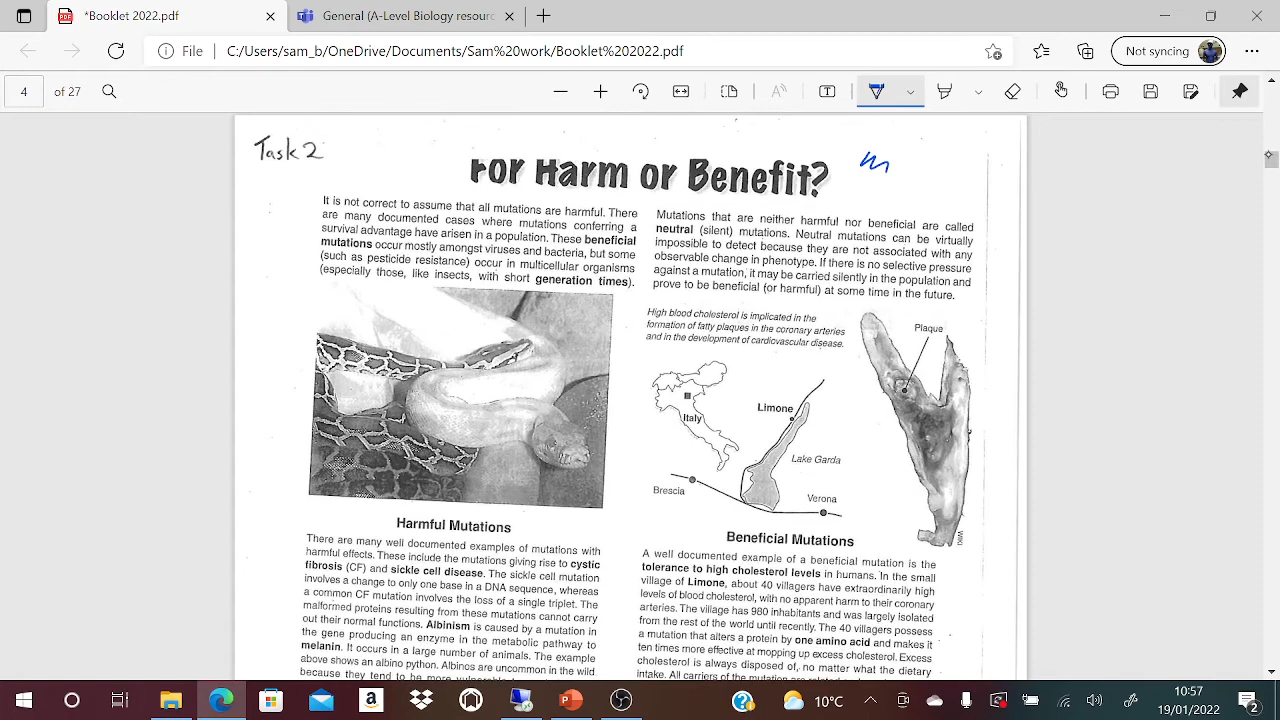 *Booklet 2022.pdf
General (A-Level Biology resourc
File
C:/Users/sam_b/OneDrive/Documents/Sam%20work/Booklet%202022.pdf
Not syncing
4 of 27
Task 2
For Harm or Benefit?
It is not correct to assume that all mutations are harmful. There
are many documented cases where mutations conferring a
survival advantage have arisen in a population. These beneficial
mutations occur mostly amongst viruses and bacteria, but some
(such as pesticide resistance) occur in multicellular organisms
(especially those, like insects, with short generation times).
Mutations that are neither harmful nor beneficial are called
neutral (silent) mutations. Neutral mutations can be virtually
impossible to detect because they are not associated with any
observable change in phenotype. If there is no selective pressure
against a mutation, it may be carried silently in the population and
prove to be beneficial (or harmful) at some time in the future.
High blood cholesterol is implicated in the
formation of fatty plaques in the coronary arteries
and in the development of cardiovascular disease.
Plaque
Limone
Italy
Lake Garda
Brescia
Verona
WIKI
Harmful Mutations
There are many well documented examples of mutations with
harmful effects. These include the mutations giving rise to cystic
fibrosis (CF) and sickle cell disease. The sickle cell mutation
involves a change to only one base in a DNA sequence, whereas
a common CF mutation involves the loss of a single triplet. The
malformed proteins resulting from these mutations cannot carry
out their normal functions. Albinism is caused by a mutation in
the gene producing an enzyme in the metabolic pathway to
melanin. It occurs in a large number of animals. The example
above shows an albino python. Albinos are uncommon in the wild
because they tend to be more
Beneficial Mutations
A well documented example of a beneficial mutation is the
tolerance to high cholesterol levels in humans. In the small
village of Limone, about 40 villagers have extraordinarily high
levels of blood cholesterol, with no apparent harm to their coronary
arteries. The village has 980 inhabitants and was largely isolated
from the rest of the world until recently. The 40 villagers possess
a mutation that alters a protein by one amino acid and makes it
ten times more effective at mopping up excess cholesterol. Excess
cholesterol is always disposed of, no matter what the dietary
intake. All carriers of the mutation are
10°C
10:57
19/01/2022
2